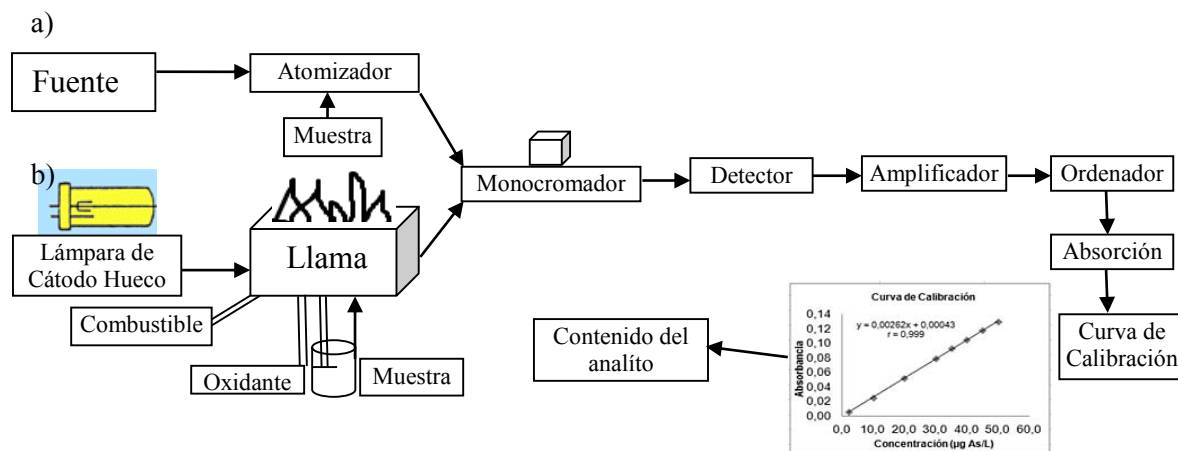 a)
Fuente
Atomizador
Muestra
b)
Lámpara de
Cátodo Hueco
Llama
Combustible
Oxidante
Muestra
Monocromador
Detector
Amplificador
Ordenador
Absorción
Curva de
Calibración
Curva de Calibración
y = 0,00262x + 0,00043
r = 0,999
Absorbancia
0,14
0,12
0,10
0,08
0,06
0,04
0,02
0,00
0,0 10,0 20,0 30,0 40,0 50,0 60,0
Concentración (µg As/L)
Contenido del
analíto